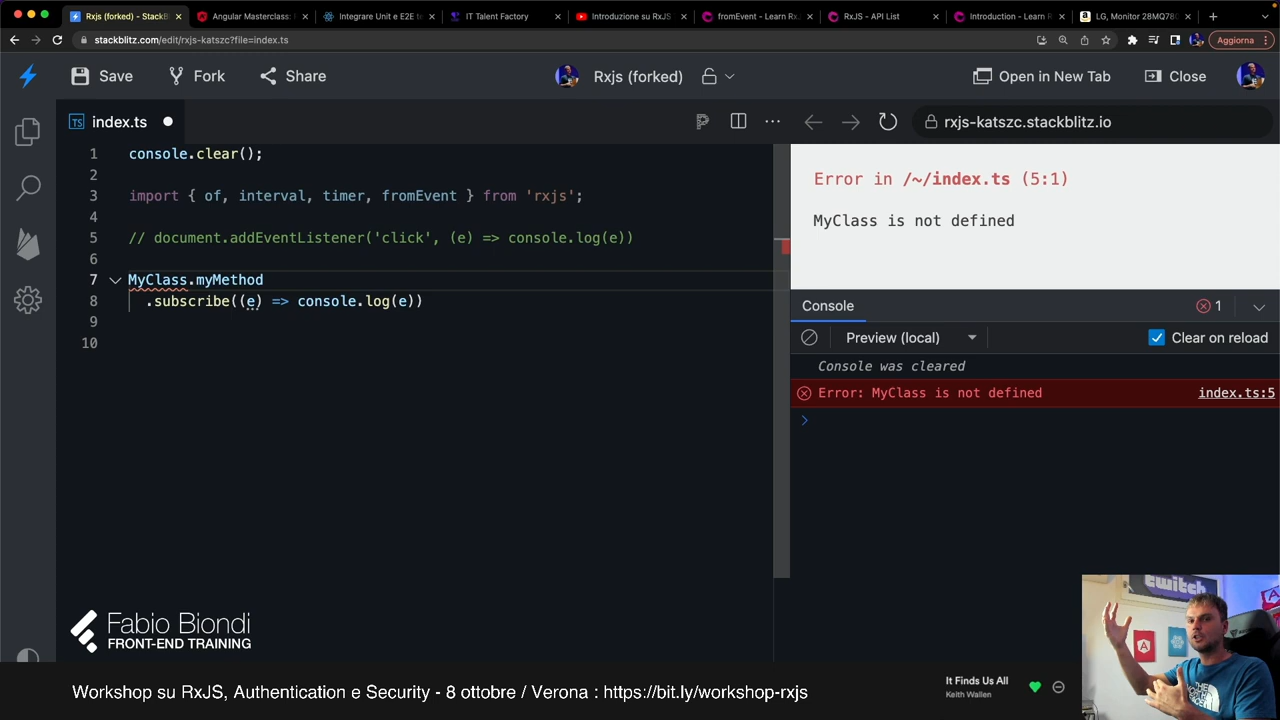 Rxjs (forked) - StackBl
Angular Masterclass:
Integrare Unit e E2E te
IT Talent Factory
Introduzione su RxJS
fromEvent - Learn RxJ
RxJS - API List
Introduction - Learn R
LG, Monitor 28MQ780
stackblitz.com/edit/rxjs-katszc?file=index.ts
Aggiorna
Save
Fork
Share
Rxjs (forked)
Open in New Tab
Close
TS index.ts
rxjs-katszc.stackblitz.io
1 console.clear();
2
3 import { of, interval, timer, fromEvent } from 'rxjs';
4
5 // document.addEventListener('click', (e) => console.log(e))
6
7 MyClass.myMethod
8 .subscribe((e) => console.log(e))
9
10
Error in /~/index.ts (5:1)
MyClass is not defined
Console
1
Preview (local)
Clear on reload
Console was cleared
Error: MyClass is not defined
index.ts:5
Fabio Biondi
FRONT-END TRAINING
twitch
Workshop su RxJS, Authentication e Security - 8 ottobre / Verona : https://bit.ly/workshop-rxjs
It Finds Us All
Keith Wallen